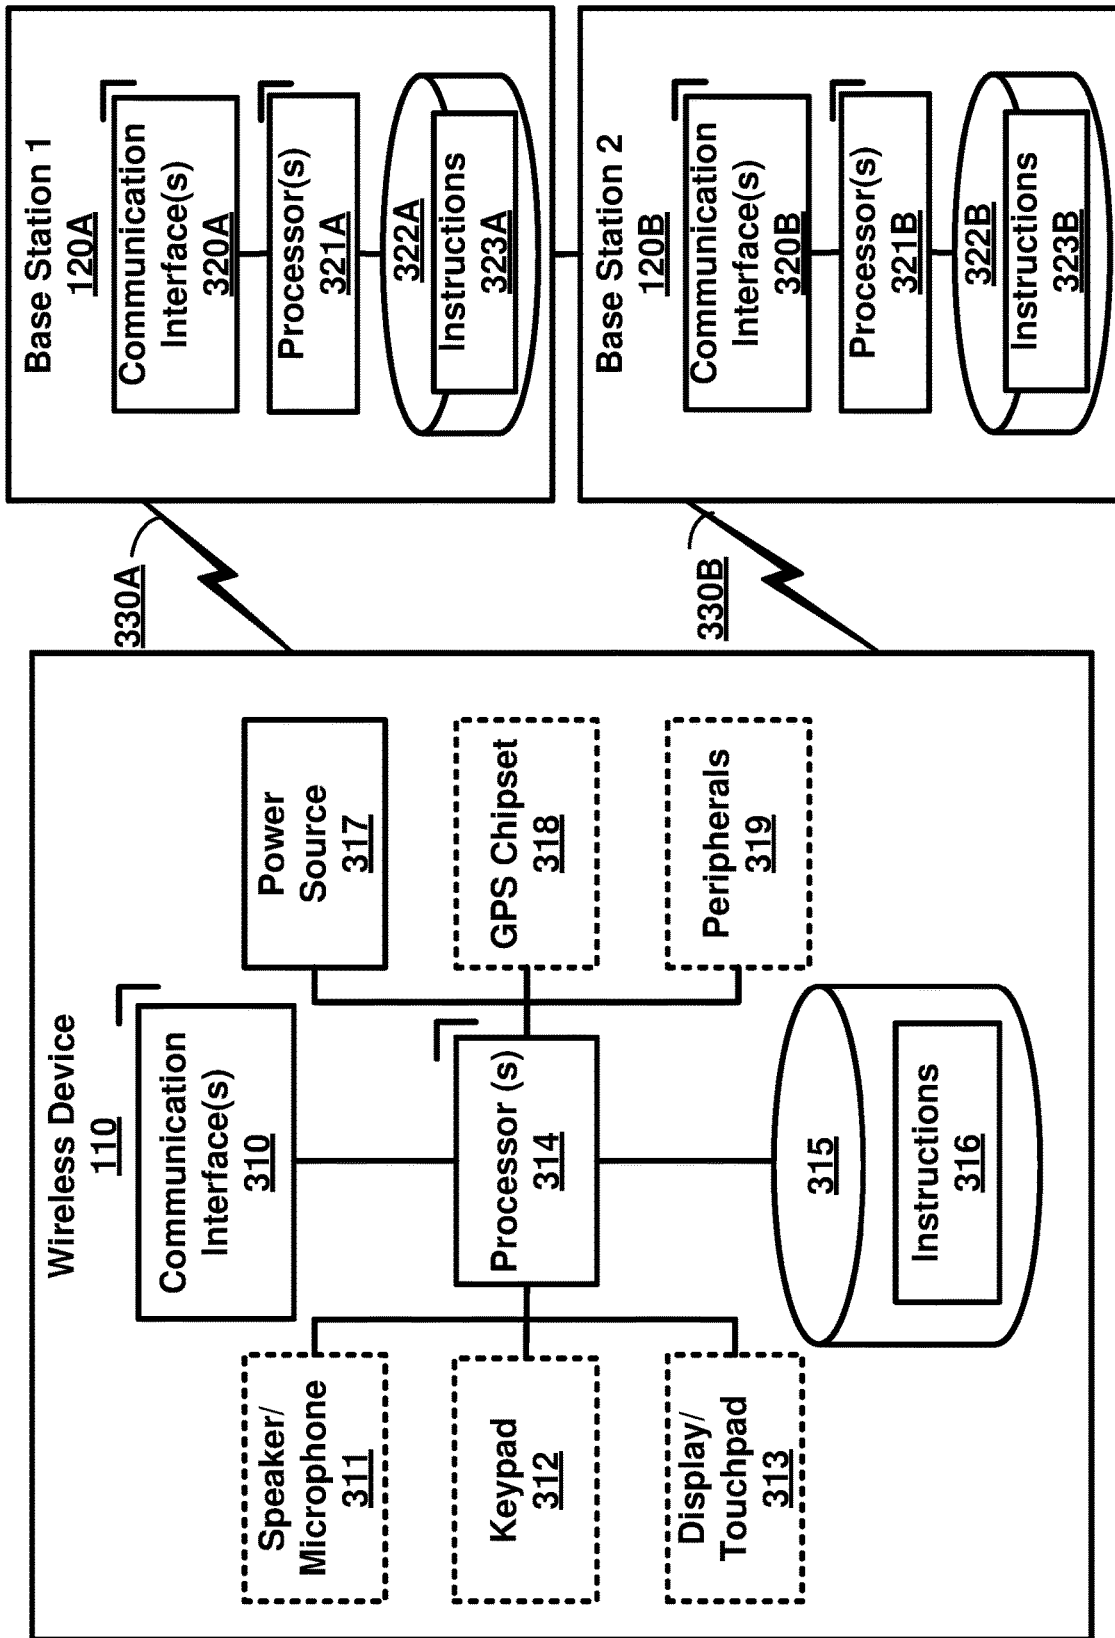 Wireless Device
110
Communication
Interface(s)
310
Speaker/
Microphone
311
Keypad
312
Display/
Touchpad
313
Processor (s)
314
Power
Source
317
GPS Chipset
318
Peripherals
319
315
Instructions
316
330A
330B
Base Station 1
120A
Communication
Interface(s)
320A
Processor(s)
321A
322A
Instructions
323A
Base Station 2
120B
Communication
Interface(s)
320B
Processor(s)
321B
322B
Instructions
323B